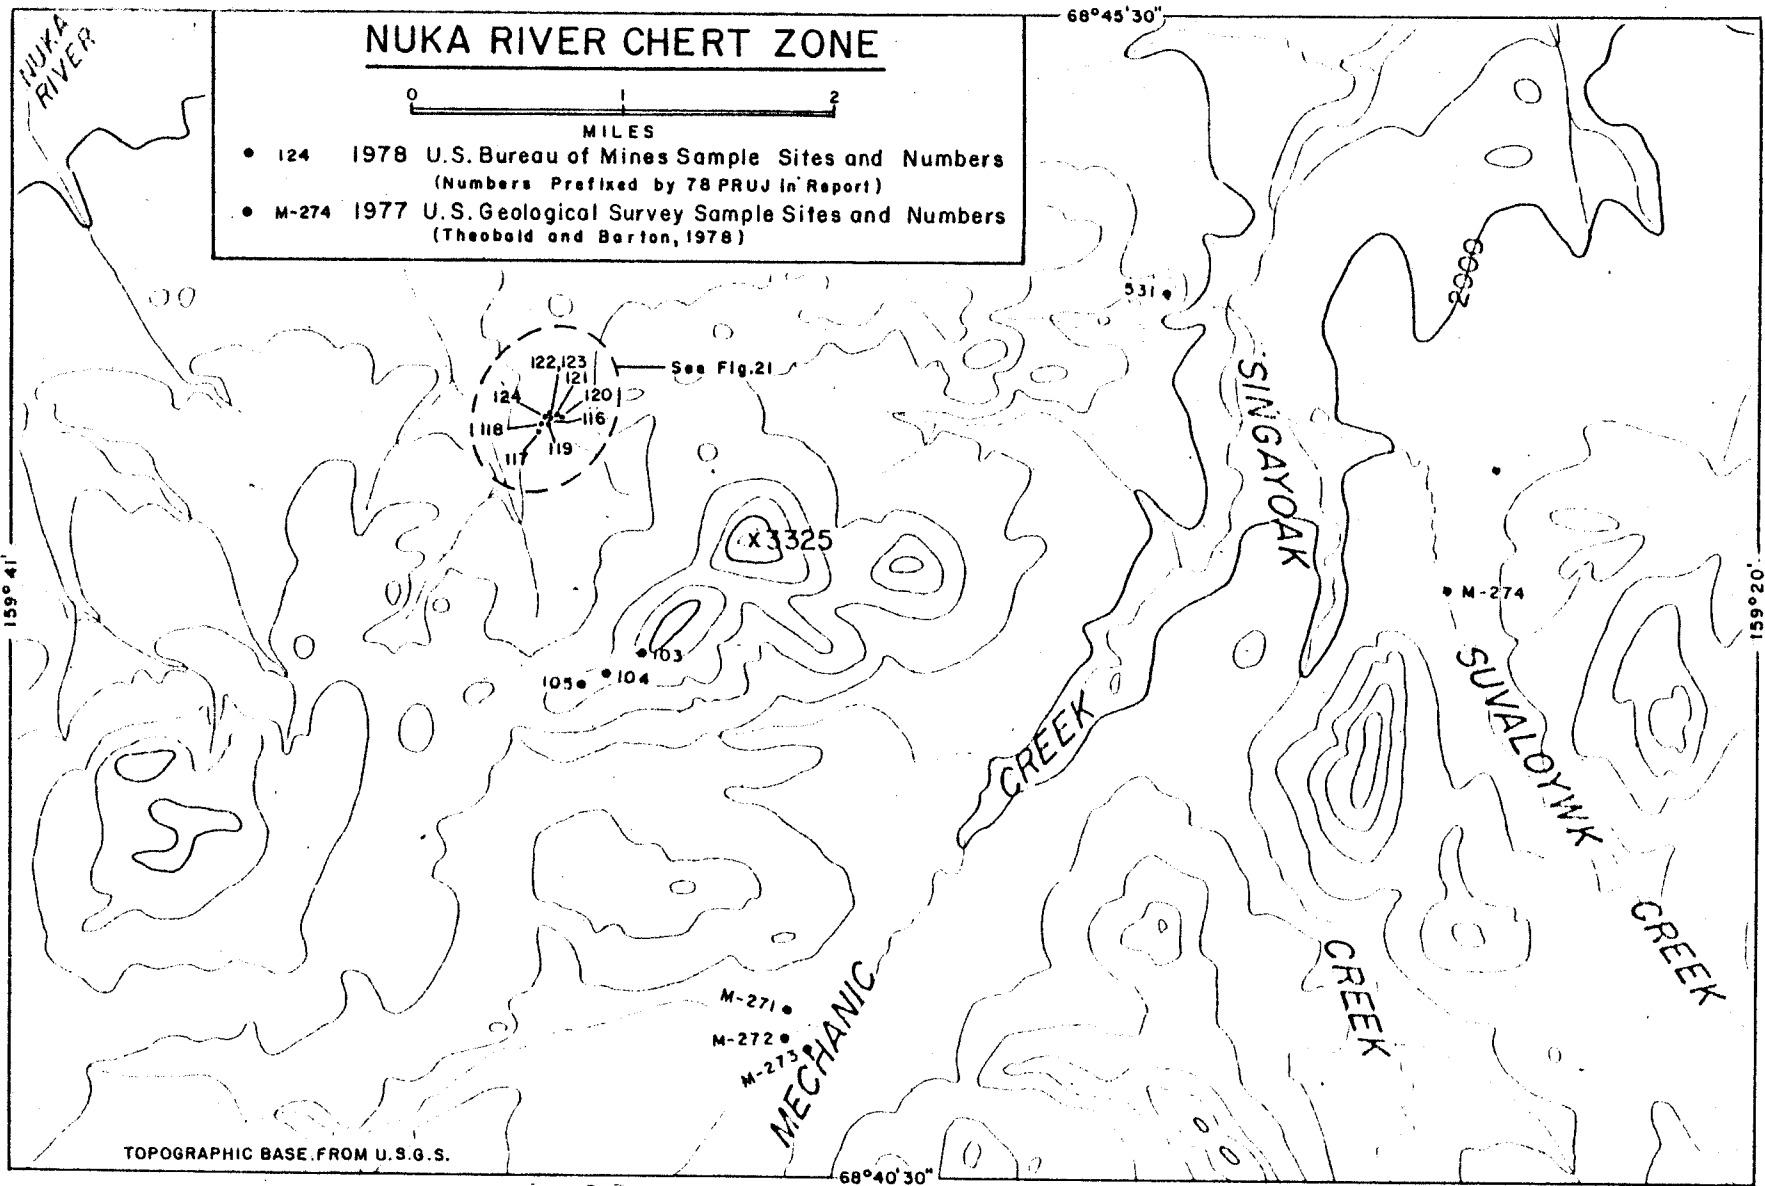 68°45'30"
NUKA RIVER
NUKA RIVER CHERT ZONE
0 1 2
MILES
• 124 1978 U.S. Bureau of Mines Sample Sites and Numbers
(Numbers Prefixed by 78 PRUJ in Report)
• M-274 1977 U.S. Geological Survey Sample Sites and Numbers
(Theobald and Barton, 1978)
2000
531
122,123
See Fig.21
121
124
120
116
118
119
117
SINGAYOAK
x3325
159° 41'
159° 20'
M-274
103
104
105
SUVALOYWK
CREEK
CREEK
CREEK
M-271
M-272
M-273
MECHANIC
TOPOGRAPHIC BASE FROM U.S.G.S.
68°40'30"